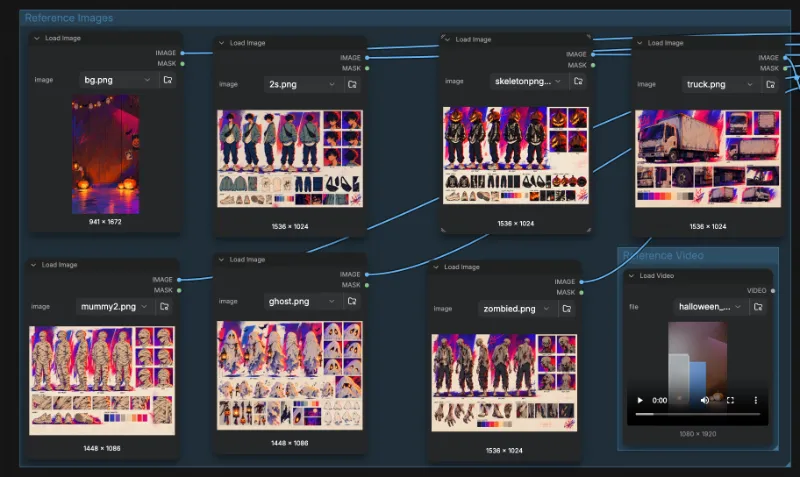 Reference Images
Load Image
IMAGE
MASK
image
bg.png
941 × 1672
Load Image
IMAGE
MASK
image
2s.png
1536 × 1024
Load Image
IMAGE
MASK
image
skeletonpng...
1536 × 1024
Load Image
IMAGE
MASK
image
truck.png
1536 × 1024
Load Image
IMAGE
MASK
image
mummy2.png
1448 × 1086
Load Image
IMAGE
MASK
image
ghost.png
1448 × 1086
Load Image
IMAGE
MASK
image
zombied.png
1536 × 1024
Reference Video
Load Video
VIDEO
file
halloween_...
0:00
1080 × 1920